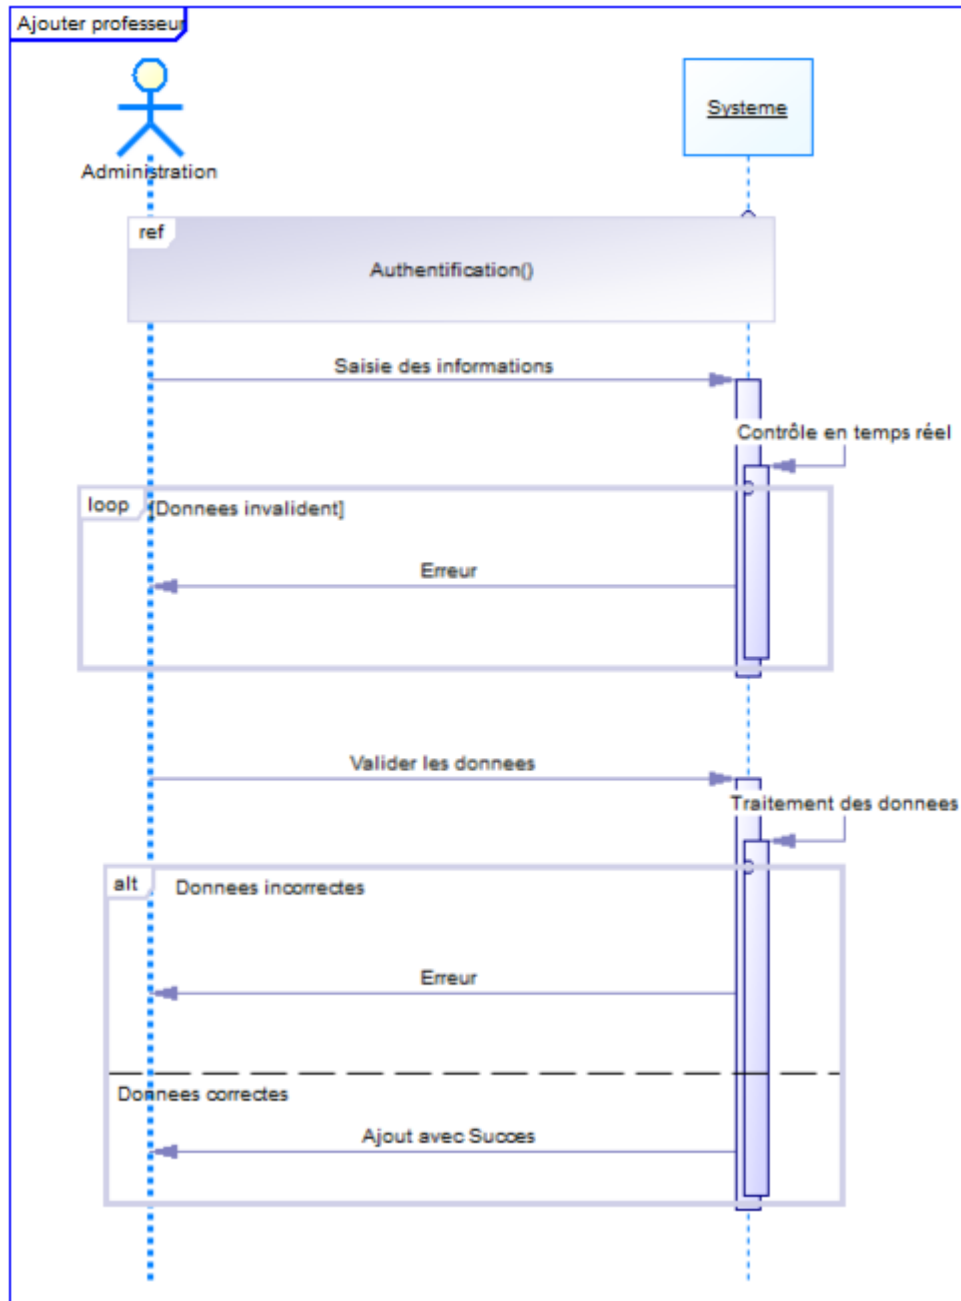 Ajouter professeur
Systeme
Administration
ref
Authentification()
Saisie des informations
Contrôle en temps réel
loop
[Donnees invalident]
Erreur
Valider les donnees
Traitement des donnees
alt
Donnees incorrectes
Erreur
Donnees correctes
Ajout avec Succes